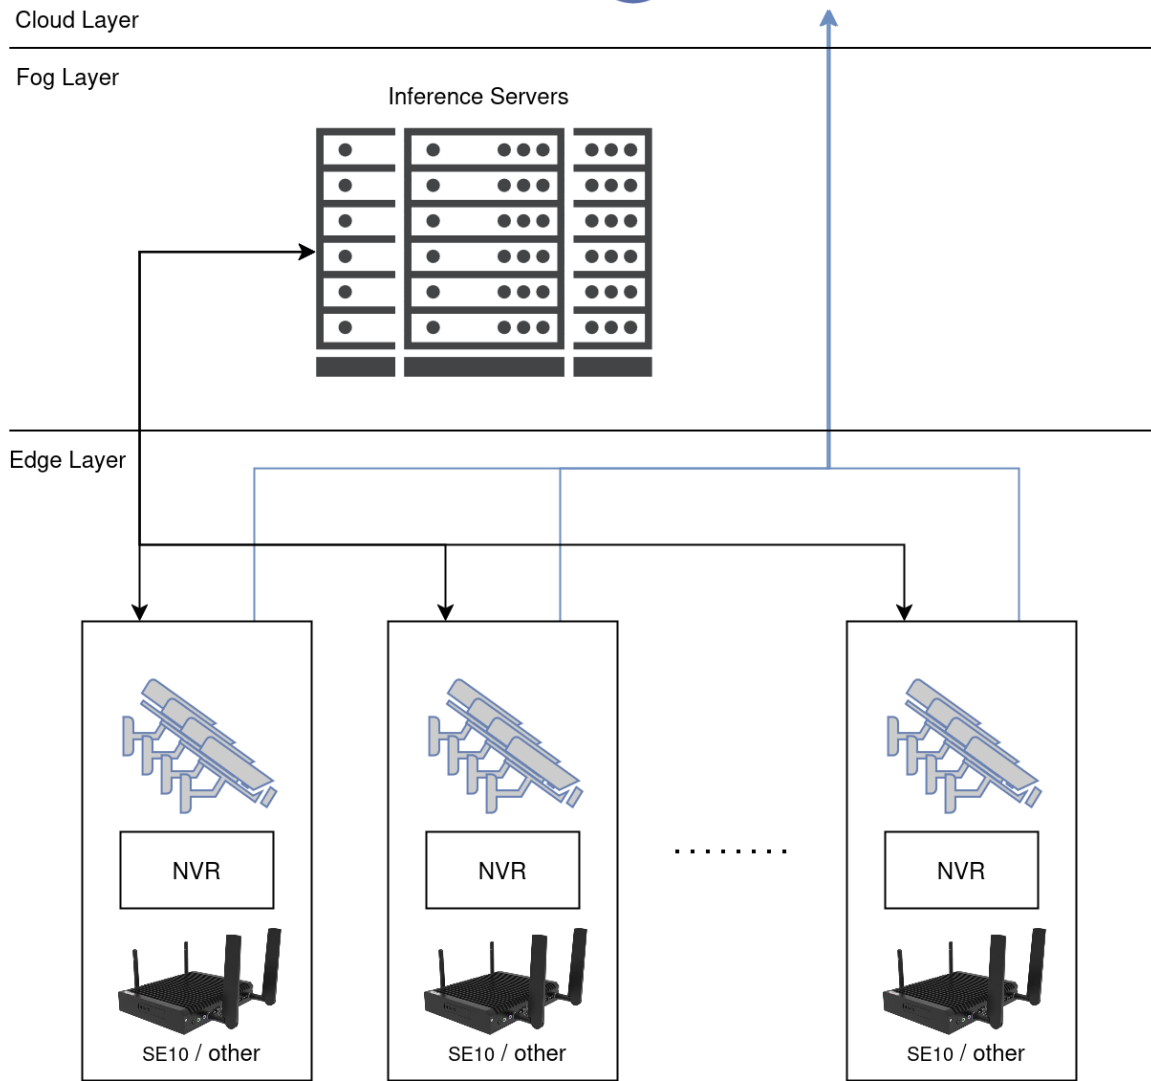 Cloud Layer
Fog Layer
Inference Servers
Edge Layer
NVR
NVR
........
NVR
SE10 / other
SE10 / other
SE10 / other